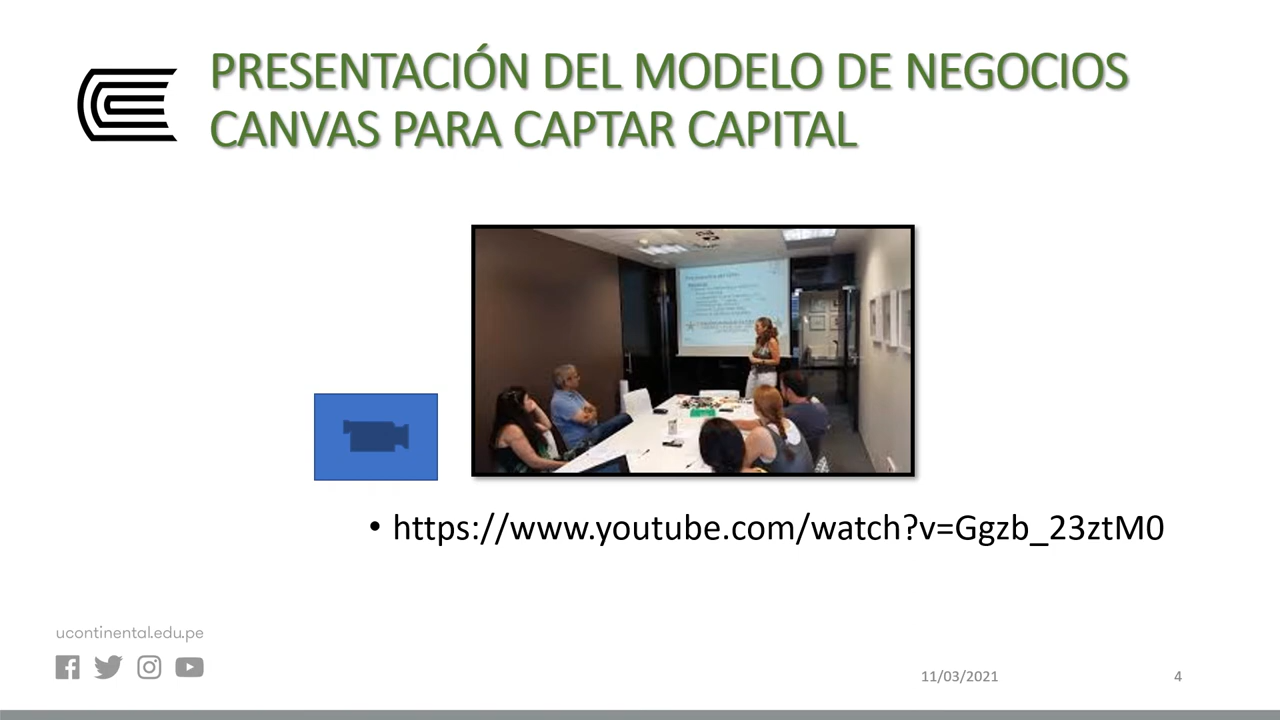 PRESENTACIÓN DEL MODELO DE NEGOCIOS
CANVAS PARA CAPTAR CAPITAL
• https://www.youtube.com/watch?v=Ggzb_23ztM0
ucontinental.edu.pe
11/03/2021
4